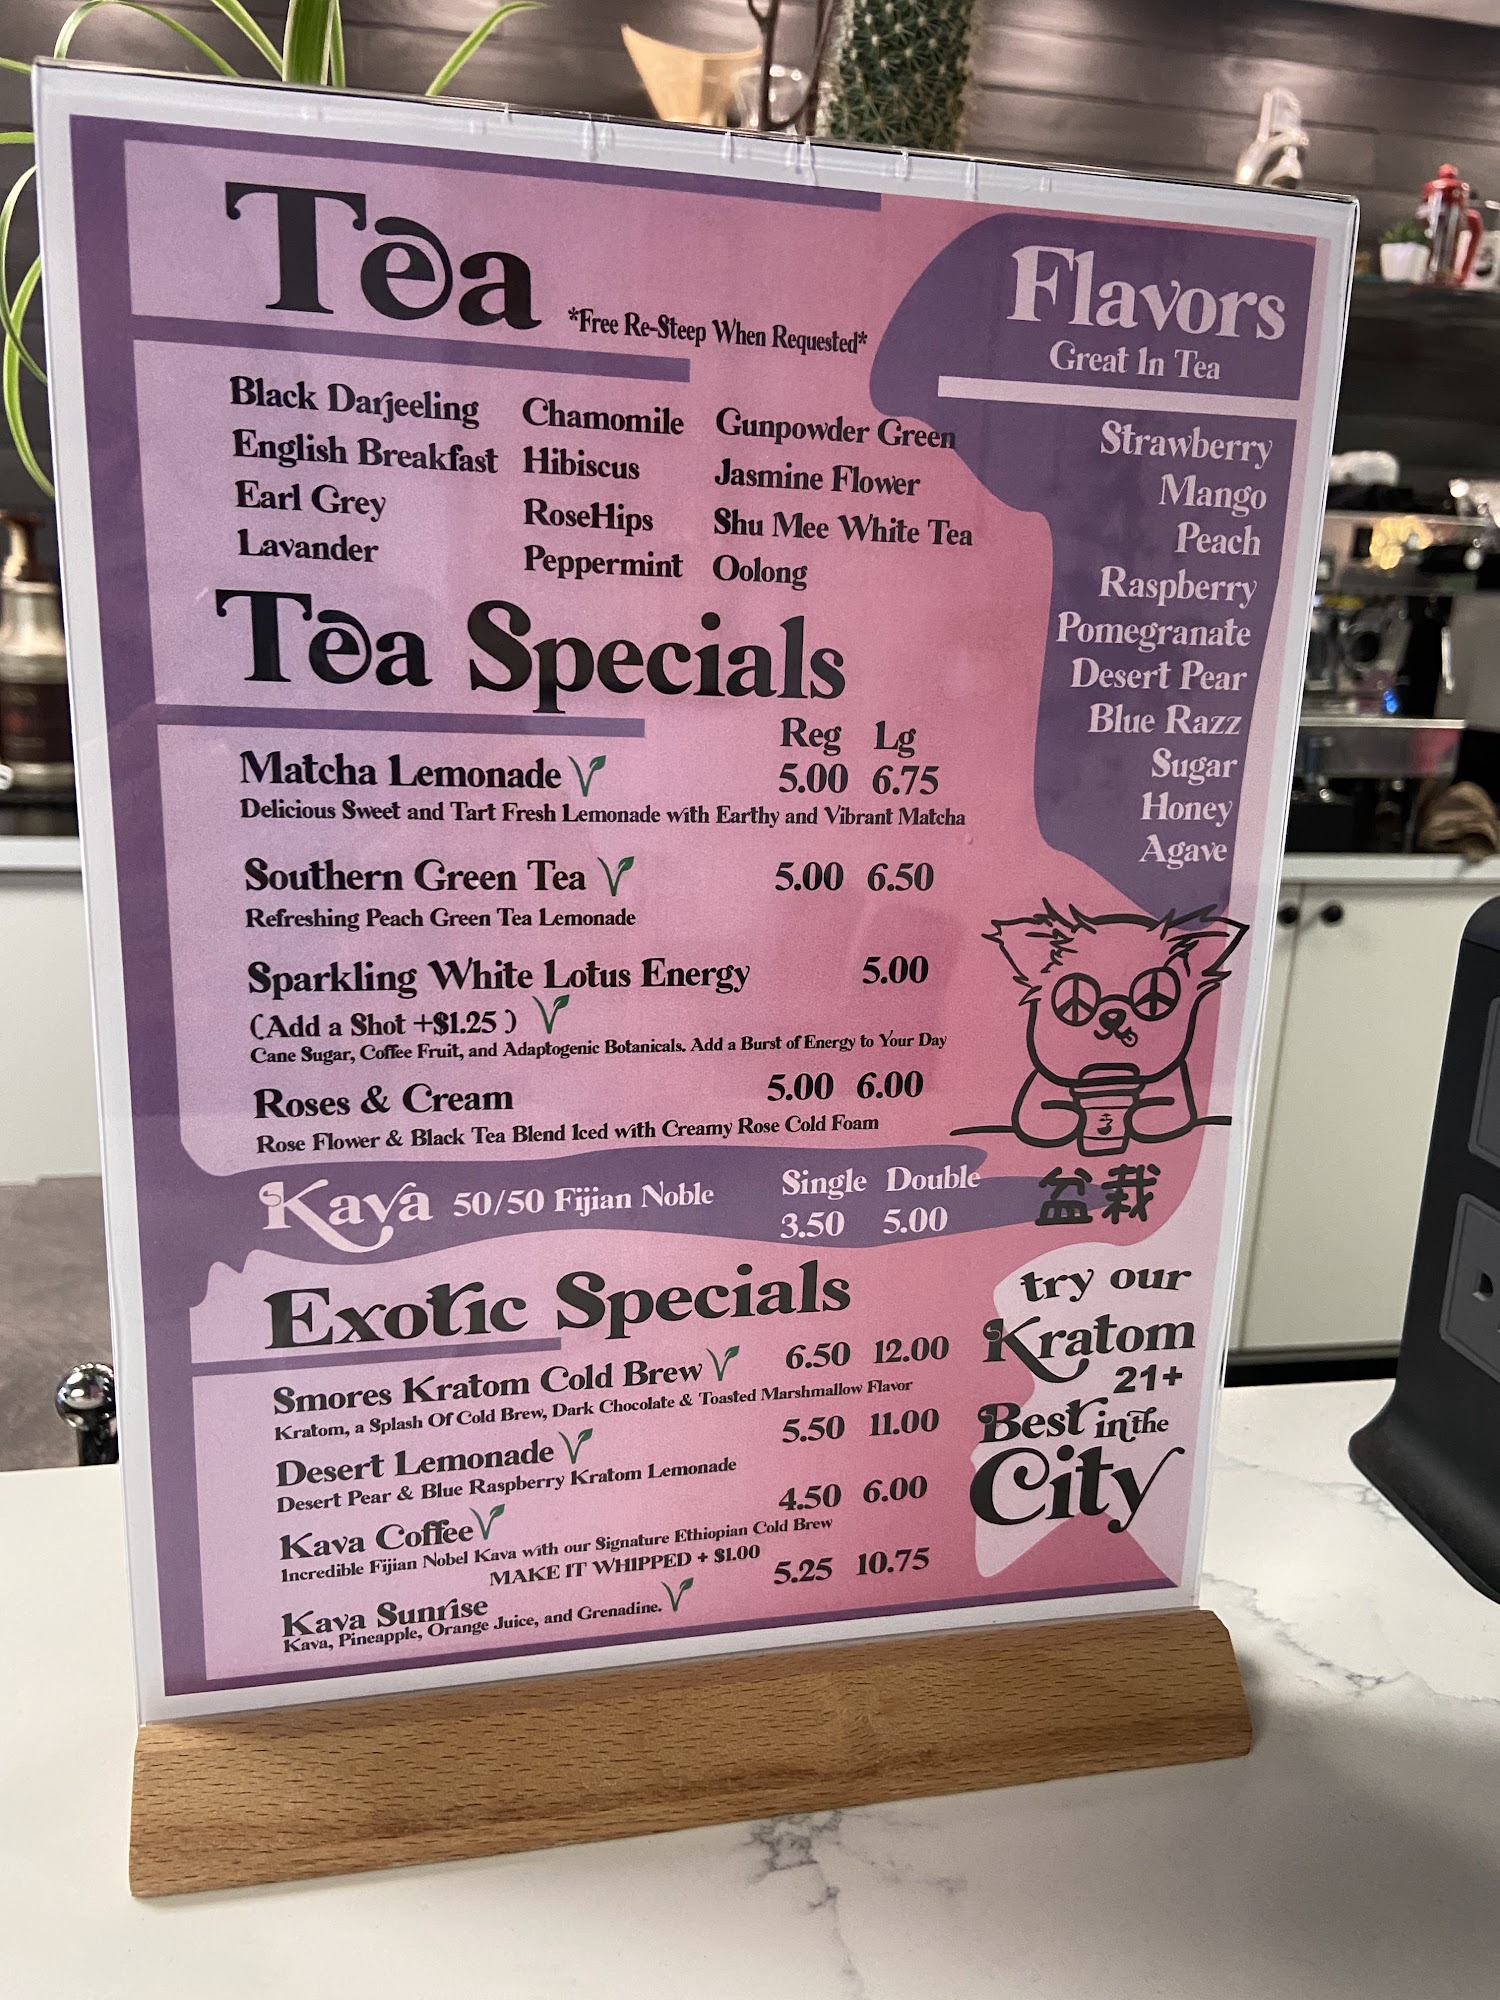 Tea *Free Re-Steep When Requested*
Black Darjeeling Chamomile Gunpowder Green
English Breakfast Hibiscus Jasmine Flower
Earl Grey RoseHips Shu Mee White Tea
Lavander Peppermint Oolong
Flavors
Great In Tea
Strawberry
Mango
Peach
Raspberry
Pomegranate
Desert Pear
Blue Razz
Sugar
Honey
Agave
Tea Specials
Reg Lg
Matcha Lemonade 5.00 6.75
Delicious Sweet and Tart Fresh Lemonade with Earthy and Vibrant Matcha
Southern Green Tea 5.00 6.50
Refreshing Peach Green Tea Lemonade
Sparkling White Lotus Energy 5.00
(Add a Shot +$1.25 )
Cane Sugar, Coffee Fruit, and Adaptogenic Botanicals. Add a Burst of Energy to Your Day
Roses & Cream 5.00 6.00
Rose Flower & Black Tea Blend Iced with Creamy Rose Cold Foam
盆栽
Single Double
Kava 50/50 Fijian Noble 3.50 5.00
Exotic Specials
Smores Kratom Cold Brew 6.50 12.00
Kratom, a Splash Of Cold Brew, Dark Chocolate & Toasted Marshmallow Flavor
Desert Lemonade 5.50 11.00
Desert Pear & Blue Raspberry Kratom Lemonade
Kava Coffee 4.50 6.00
Incredible Fijian Nobel Kava with our Signature Ethiopian Cold Brew
MAKE IT WHIPPED + $1.00
Kava Sunrise 5.25 10.75
Kava, Pineapple, Orange Juice, and Grenadine.
try our
Kratom
21+
Best in the
City